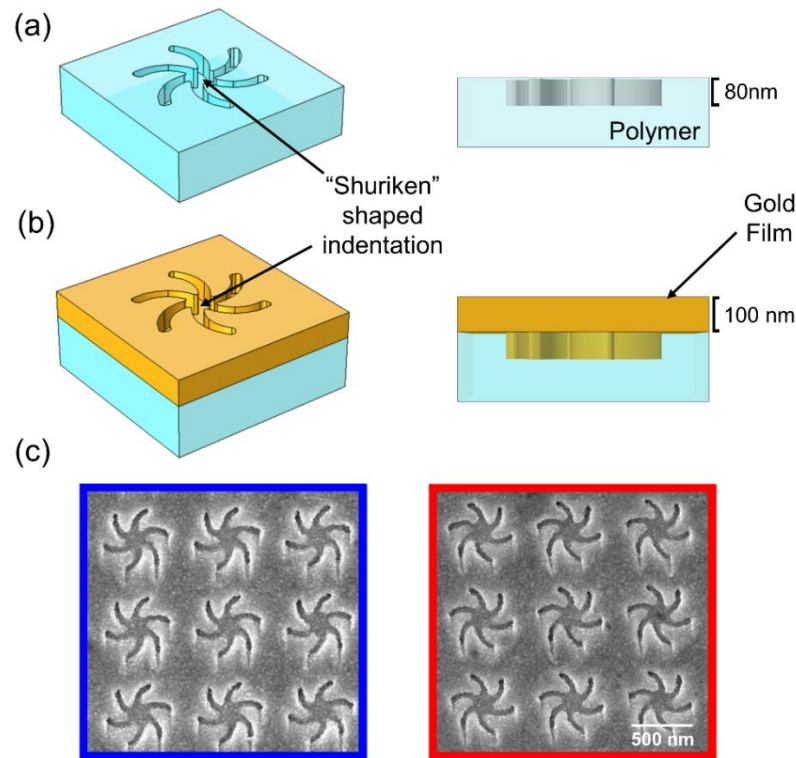 (a)
80nm
Polymer
"Shuriken"
shaped
indentation
(b)
Gold
Film
100 nm
(c)
500 nm